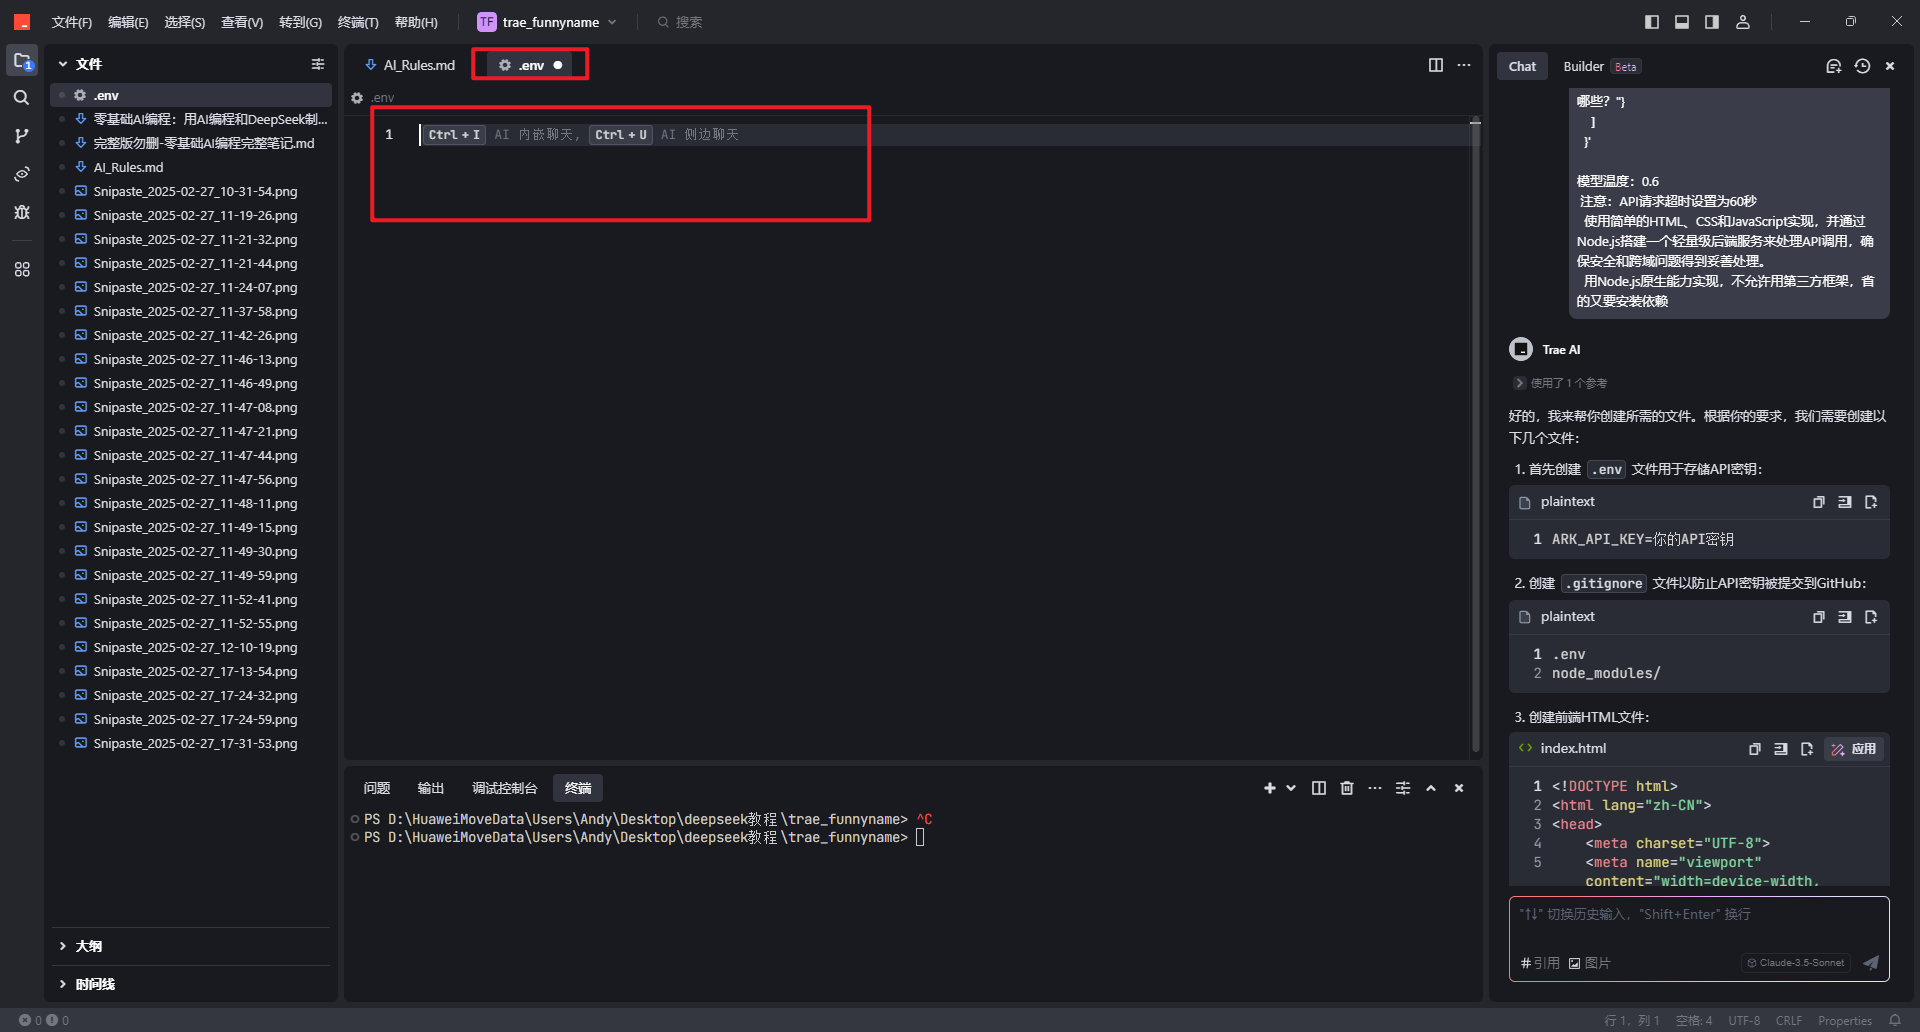 文件(F) 编辑(E) 选择(S) 查看(V) 转到(G) 终端(T) 帮助(H) TF trae_funnyname 搜索
1
文件
.env
零基础AI编程：用AI编程和DeepSeek制...
完整版勿删-零基础AI编程完整笔记.md
AI_Rules.md
Snipaste_2025-02-27_10-31-54.png
Snipaste_2025-02-27_11-19-26.png
Snipaste_2025-02-27_11-21-32.png
Snipaste_2025-02-27_11-21-44.png
Snipaste_2025-02-27_11-24-07.png
Snipaste_2025-02-27_11-37-58.png
Snipaste_2025-02-27_11-42-26.png
Snipaste_2025-02-27_11-46-13.png
Snipaste_2025-02-27_11-46-49.png
Snipaste_2025-02-27_11-47-08.png
Snipaste_2025-02-27_11-47-21.png
Snipaste_2025-02-27_11-47-44.png
Snipaste_2025-02-27_11-47-56.png
Snipaste_2025-02-27_11-48-11.png
Snipaste_2025-02-27_11-49-15.png
Snipaste_2025-02-27_11-49-30.png
Snipaste_2025-02-27_11-49-59.png
Snipaste_2025-02-27_11-52-41.png
Snipaste_2025-02-27_11-52-55.png
Snipaste_2025-02-27_12-10-19.png
Snipaste_2025-02-27_17-13-54.png
Snipaste_2025-02-27_17-24-32.png
Snipaste_2025-02-27_17-24-59.png
Snipaste_2025-02-27_17-31-53.png
大纲
时间线
AI_Rules.md .env
.env
1 Ctrl + I AI 内嵌聊天, Ctrl + U AI 侧边聊天
问题 输出 调试控制台 终端
PS D:\HuaweiMoveData\Users\Andy\Desktop\deepseek教程\trae_funnyname> ^C
PS D:\HuaweiMoveData\Users\Andy\Desktop\deepseek教程\trae_funnyname>
Chat Builder Beta
哪些？"}
]
}'
模型温度：0.6
注意：API请求超时设置为60秒
使用简单的HTML、CSS和JavaScript实现，并通过
Node.js搭建一个轻量级后端服务来处理API调用，确
保安全和跨域问题得到妥善处理。
用Node.js原生能力实现，不允许用第三方框架，省
的又要安装依赖
Trae AI
使用了 1 个参考
好的，我来帮你创建所需的文件。根据你的要求，我们需要创建以
下几个文件：
1. 首先创建 .env 文件用于存储API密钥：
plaintext
1 ARK_API_KEY=你的API密钥
2. 创建 .gitignore 文件以防止API密钥被提交到GitHub：
plaintext
1 .env
2 node_modules/
3. 创建前端HTML文件：
index.html 应用
1 <!DOCTYPE html>
2 <html lang="zh-CN">
3 <head>
4 <meta charset="UTF-8">
5 <meta name="viewport"
content="width=device-width,
"↑↓" 切换历史输入，"Shift+Enter" 换行
# 引用 图片 Claude-3.5-Sonnet
0 0 行 1，列 1 空格: 4 UTF-8 CRLF Properties